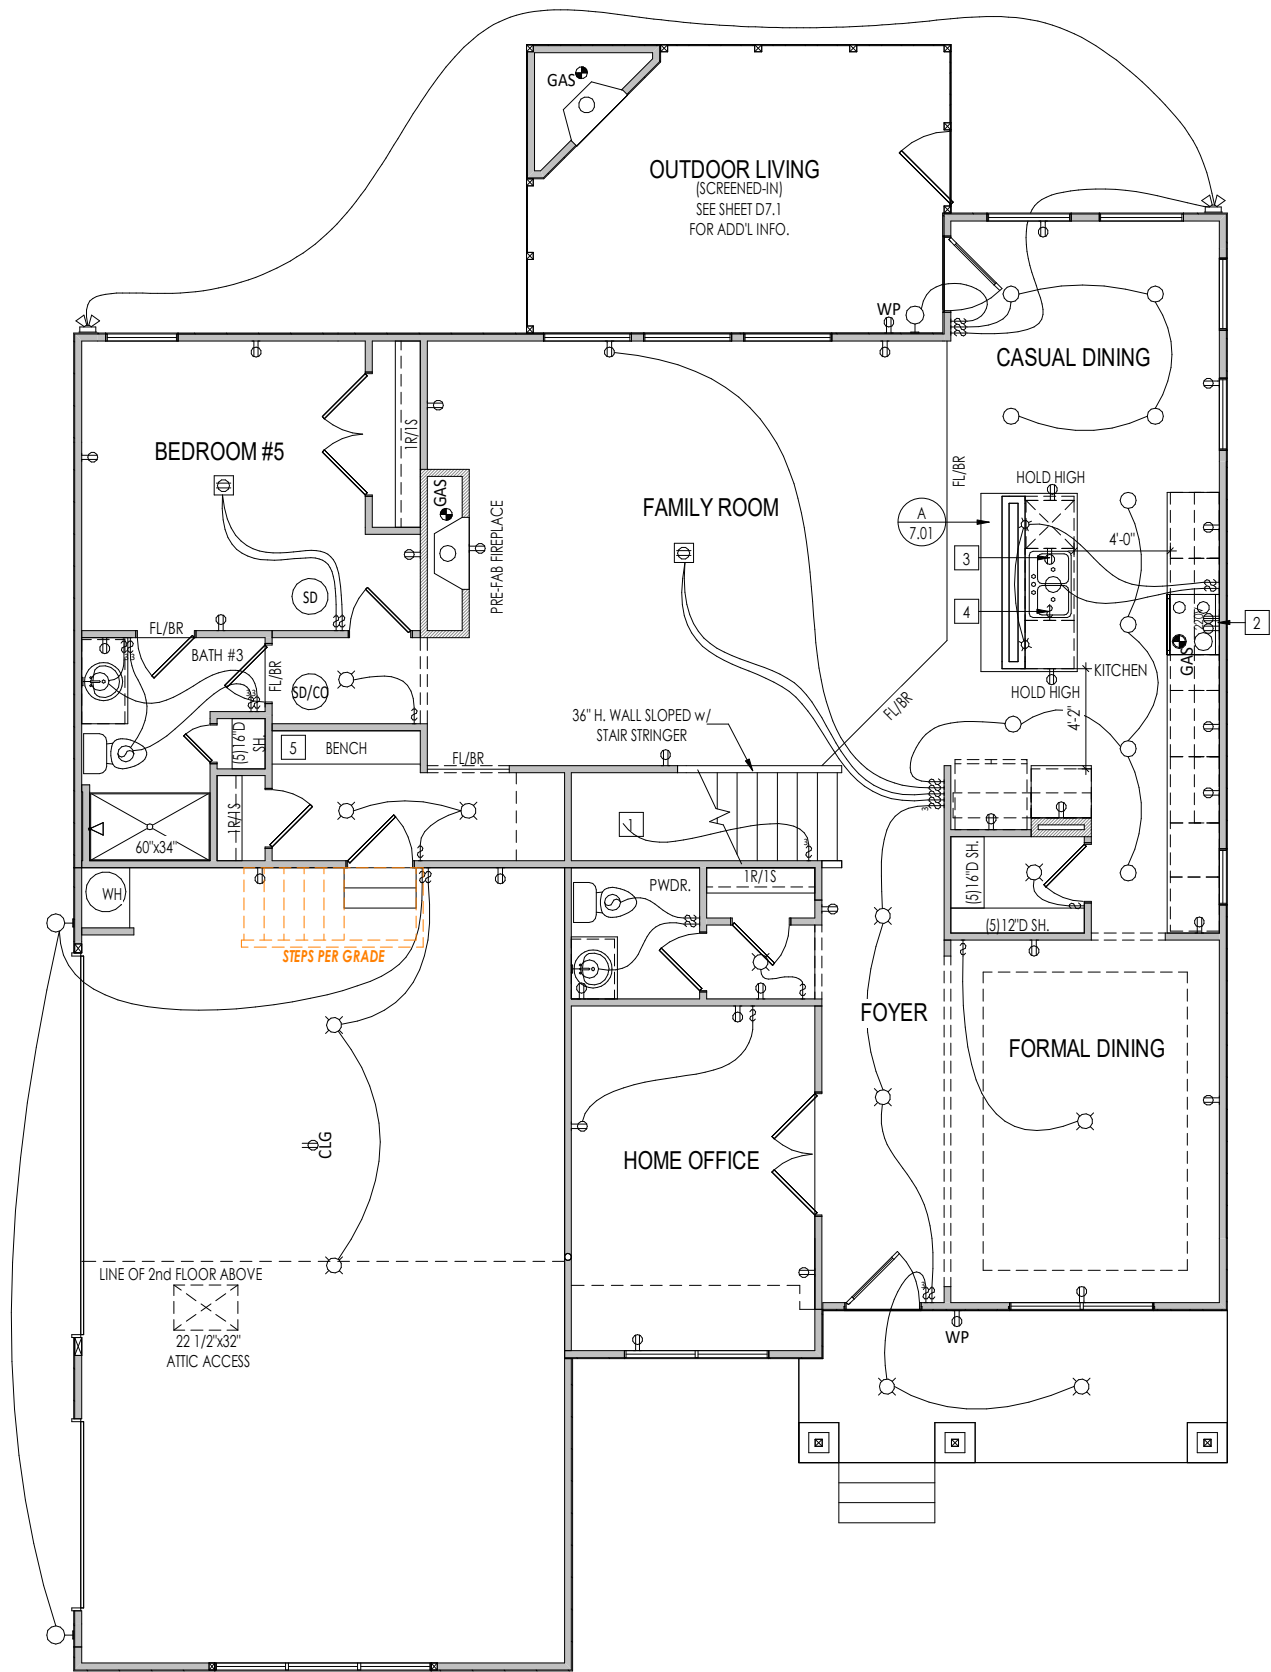 GAS
OUTDOOR LIVING
(SCREENED-IN)
SEE SHEET D7.1
FOR ADD'L INFO.
WP
CASUAL DINING
BEDROOM #5
1R/1S
GAS
PRE-FAB FIREPLACE
FAMILY ROOM
FL/BR
A
7.01
HOLD HIGH
3
4
4'-0"
220V
2
GAS
KITCHEN
HOLD HIGH
4'-2"
SD
FL/BR
BATH #3
FL/BR
SD/CO
FL/BR
36" H. WALL SLOPED w/
STAIR STRINGER
(5)16"D
SH.
5
BENCH
FL/BR
1R/1S
60"x34"
1
WH
STEPS PER GRADE
PWDR.
1R/1S
(5)16"D SH.
(5)12"D SH.
FOYER
FORMAL DINING
CLG
HOME OFFICE
LINE OF 2nd FLOOR ABOVE
22 1/2"x32"
ATTIC ACCESS
WP